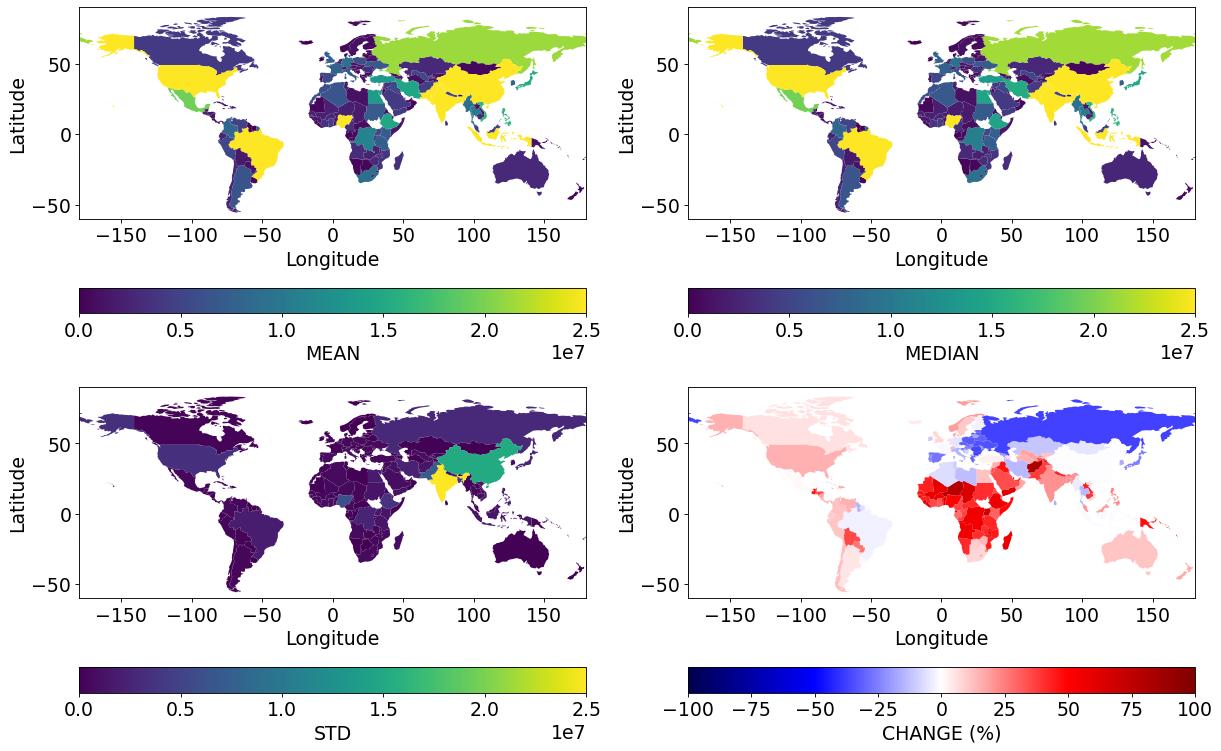 50
0
−50
Latitude
−150 −100 −50 0 50 100 150
Longitude
0.0 0.5 1.0 1.5 2.0 2.5
MEAN 1e7
50
0
−50
Latitude
−150 −100 −50 0 50 100 150
Longitude
0.0 0.5 1.0 1.5 2.0 2.5
MEDIAN 1e7
50
0
−50
Latitude
−150 −100 −50 0 50 100 150
Longitude
0.0 0.5 1.0 1.5 2.0 2.5
STD 1e7
50
0
−50
Latitude
−150 −100 −50 0 50 100 150
Longitude
−100 −75 −50 −25 0 25 50 75 100
CHANGE (%)